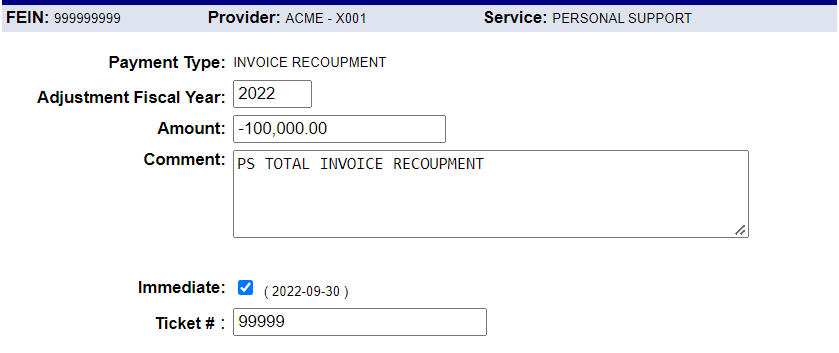 FEIN: 999999999 Provider: ACME - X001 Service: PERSONAL SUPPORT
Payment Type: INVOICE RECOUPMENT
Adjustment Fiscal Year: 2022
Amount: -100,000.00
Comment: PS TOTAL INVOICE RECOUPMENT
Immediate: ( 2022-09-30 )
Ticket # : 99999